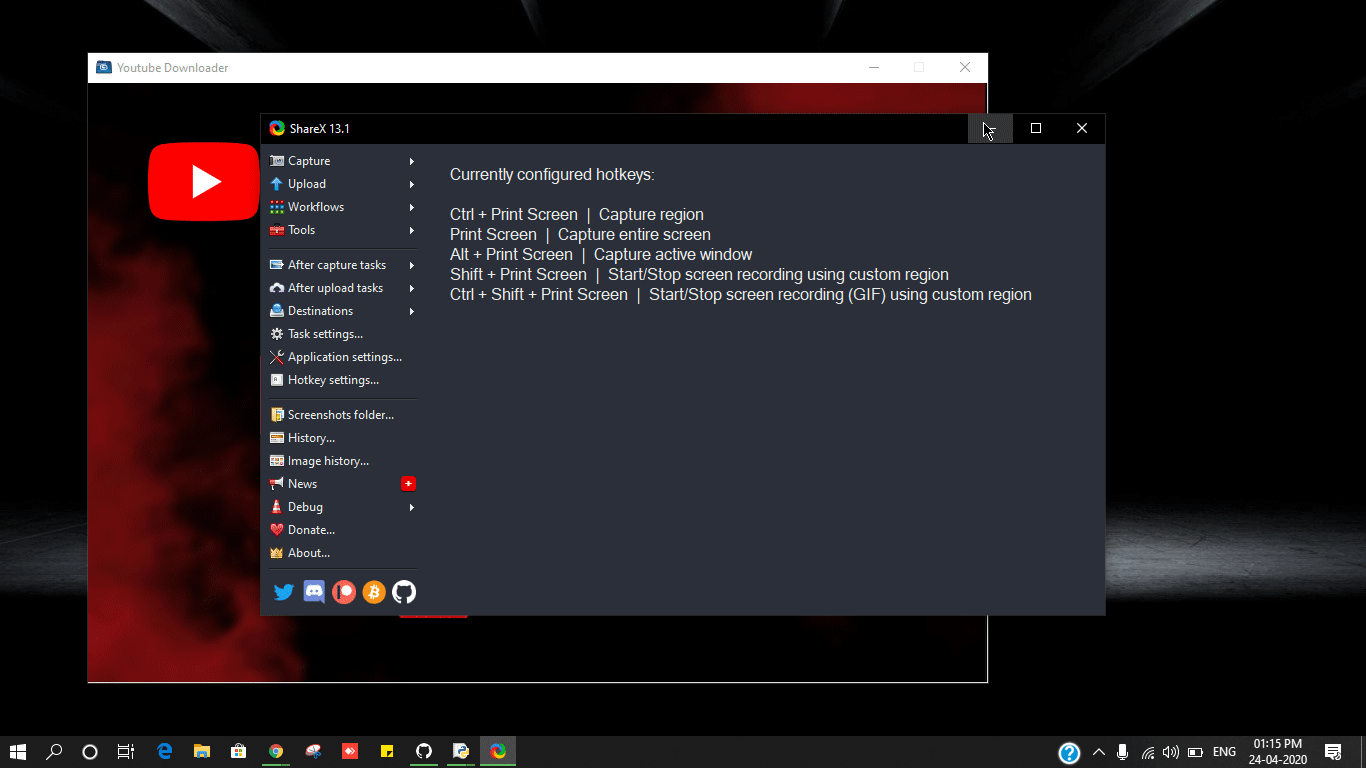 Youtube Downloader
ShareX 13.1
Capture
Upload
Workflows
Tools
After capture tasks
After upload tasks
Destinations
Task settings...
Application settings...
Hotkey settings...
Screenshots folder...
History...
Image history...
News
Debug
Donate...
About...
Currently configured hotkeys:
Ctrl + Print Screen | Capture region
Print Screen | Capture entire screen
Alt + Print Screen | Capture active window
Shift + Print Screen | Start/Stop screen recording using custom region
Ctrl + Shift + Print Screen | Start/Stop screen recording (GIF) using custom region
ENG
01:15 PM
24-04-2020